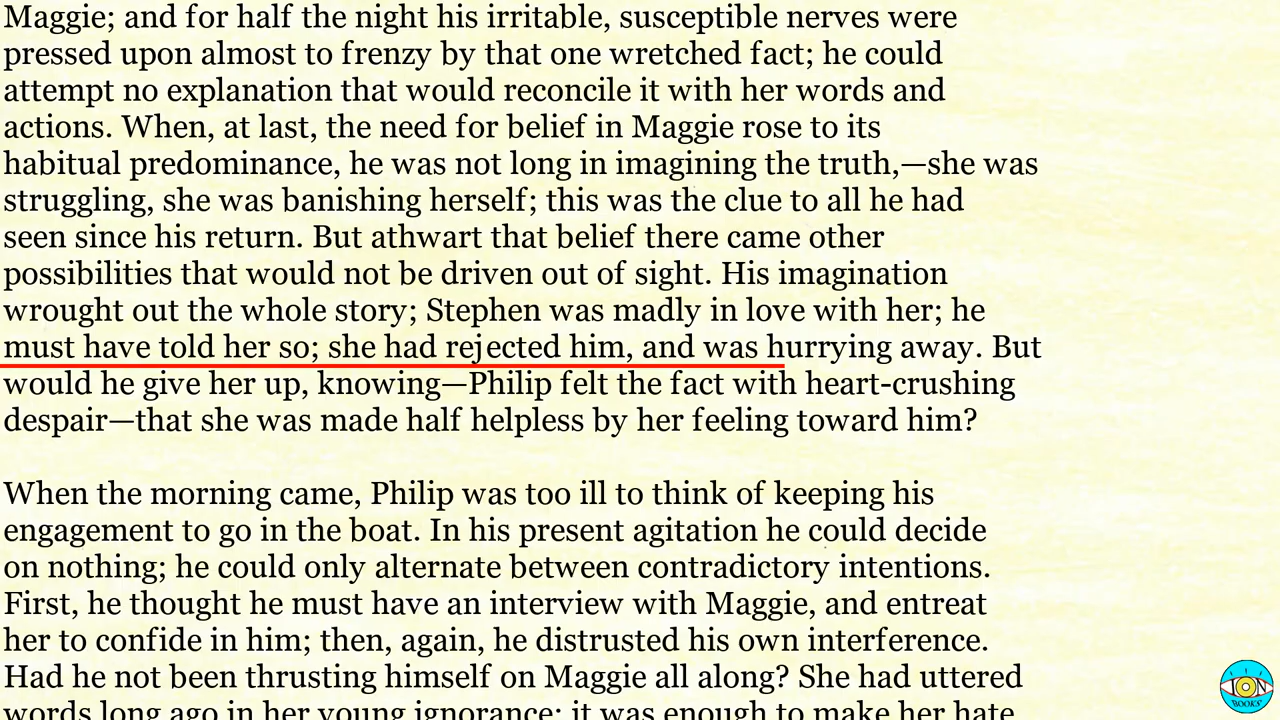 Maggie; and for half the night his irritable, susceptible nerves were
pressed upon almost to frenzy by that one wretched fact; he could
attempt no explanation that would reconcile it with her words and
actions. When, at last, the need for belief in Maggie rose to its
habitual predominance, he was not long in imagining the truth,—she was
struggling, she was banishing herself; this was the clue to all he had
seen since his return. But athwart that belief there came other
possibilities that would not be driven out of sight. His imagination
wrought out the whole story; Stephen was madly in love with her; he
must have told her so; she had rejected him, and was hurrying away. But
would he give her up, knowing—Philip felt the fact with heart-crushing
despair—that she was made half helpless by her feeling toward him?

When the morning came, Philip was too ill to think of keeping his
engagement to go in the boat. In his present agitation he could decide
on nothing; he could only alternate between contradictory intentions.
First, he thought he must have an interview with Maggie, and entreat
her to confide in him; then, again, he distrusted his own interference.
Had he not been thrusting himself on Maggie all along? She had uttered
words long ago in her young ignorance; it was enough to make her hate
ION
BOOKS